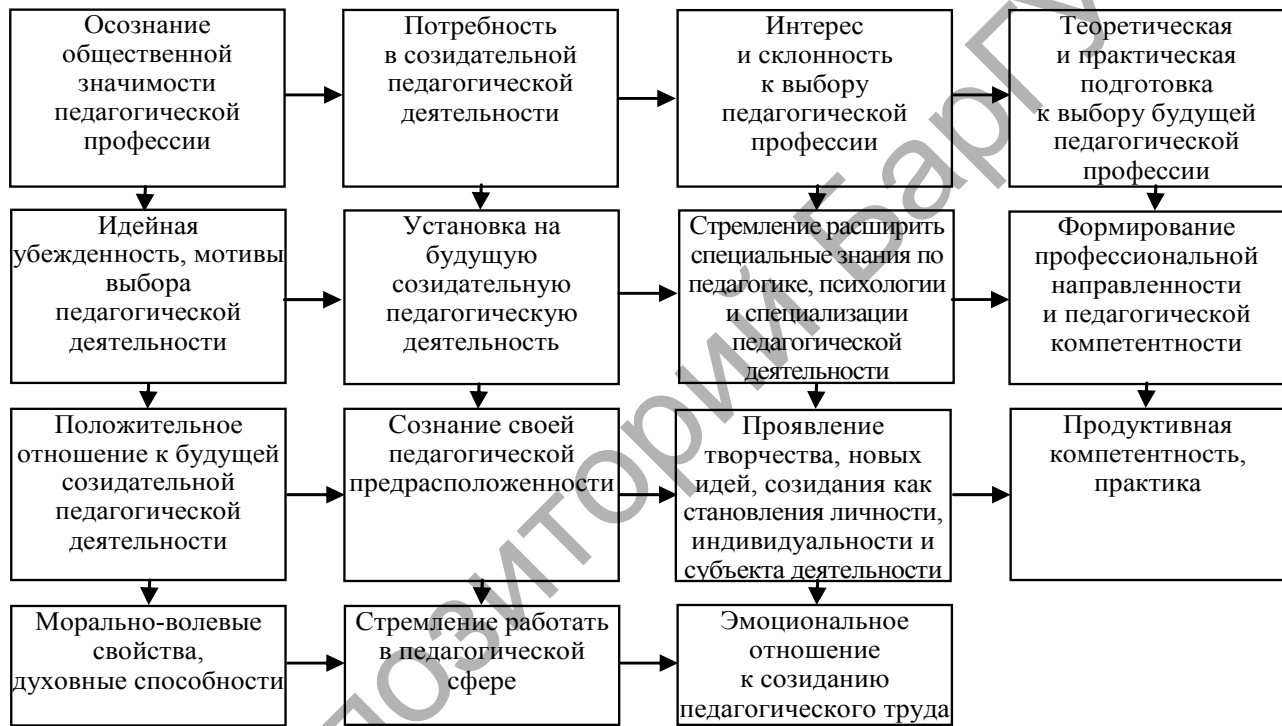 Осознание
общественной
значимости
педагогической
профессии
Потребность
в созидательной
педагогической
деятельности
Интерес
и склонность
к выбору
педагогической
профессии
Теоретическая
и практическая
подготовка
к выбору будущей
педагогической
профессии
Идейная
убежденность, мотивы
выбора
педагогической
деятельности
Установка на
будущую
созидательную
педагогическую
деятельность
Стремление расширить
специальные знания по
педагогике, психологии
и специализации
педагогической
деятельности
Формирование
профессиональной
направленности
и педагогической
компетентности
Положительное
отношение к будущей
созидательной
педагогической
деятельности
Сознание своей
педагогической
предрасположенности
Проявление
творчества, новых
идей, созидания как
становления личности,
индивидуальности и
субъекта деятельности
Продуктивная
компетентность,
практика
Морально-волевые
свойства,
духовные способности
Стремление работать
в педагогической
сфере
Эмоциональное
отношение
к созиданию
педагогического труда
позиторий БарГУ